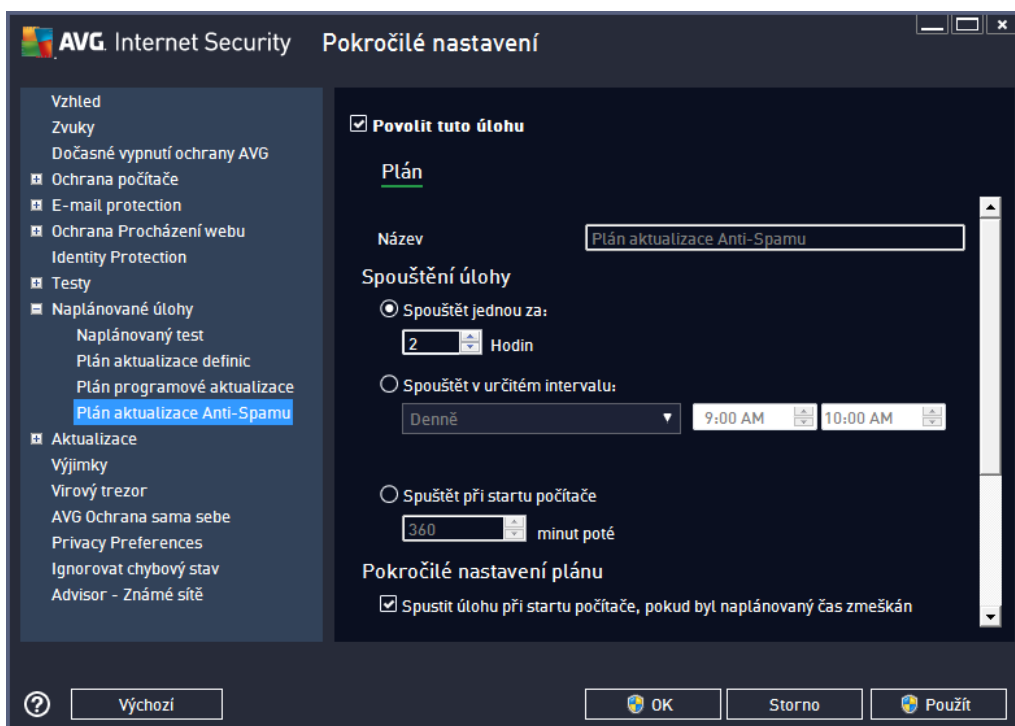 AVG. Internet Security Pokročilé nastavení
Vzhled
Zvuky
Dočasné vypnutí ochrany AVG
Ochrana počítače
E-mail protection
Ochrana Procházení webu
Identity Protection
Testy
Naplánované úlohy
Naplánovaný test
Plán aktualizace definic
Plán programové aktualizace
Plán aktualizace Anti-Spamu
Aktualizace
Výjimky
Virový trezor
AVG Ochrana sama sebe
Privacy Preferences
Ignorovat chybový stav
Advisor - Známé sítě
Povolit tuto úlohu
Plán
Název Plán aktualizace Anti-Spamu
Spouštění úlohy
Spouštět jednou za:
2 Hodin
Spouštět v určitém intervalu:
Denně 9:00 AM 10:00 AM
Spuštět při startu počítače
360 minut poté
Pokročilé nastavení plánu
Spustit úlohu při startu počítače, pokud byl naplánovaný čas zmeškán
? Výchozí OK Storno Použít